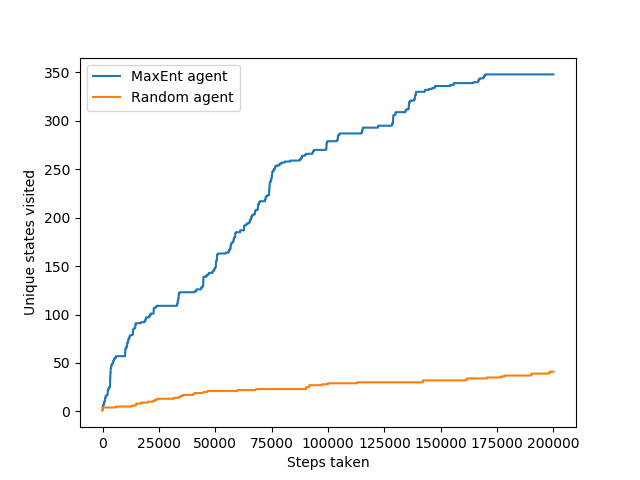 MaxEnt agent
Random agent
350
300
250
200
150
100
50
0
Unique states visited
0 25000 50000 75000 100000 125000 150000 175000 200000
Steps taken